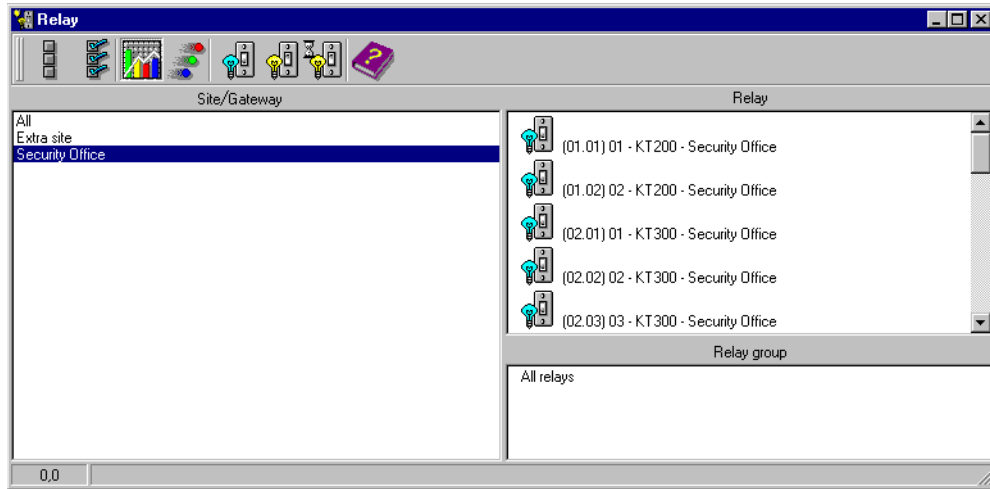 Relay
Site/Gateway
All
Extra site
Security Office
Relay
(01.01) 01 - KT200 - Security Office
(01.02) 02 - KT200 - Security Office
(02.01) 01 - KT300 - Security Office
(02.02) 02 - KT300 - Security Office
(02.03) 03 - KT300 - Security Office
Relay group
All relays
0,0